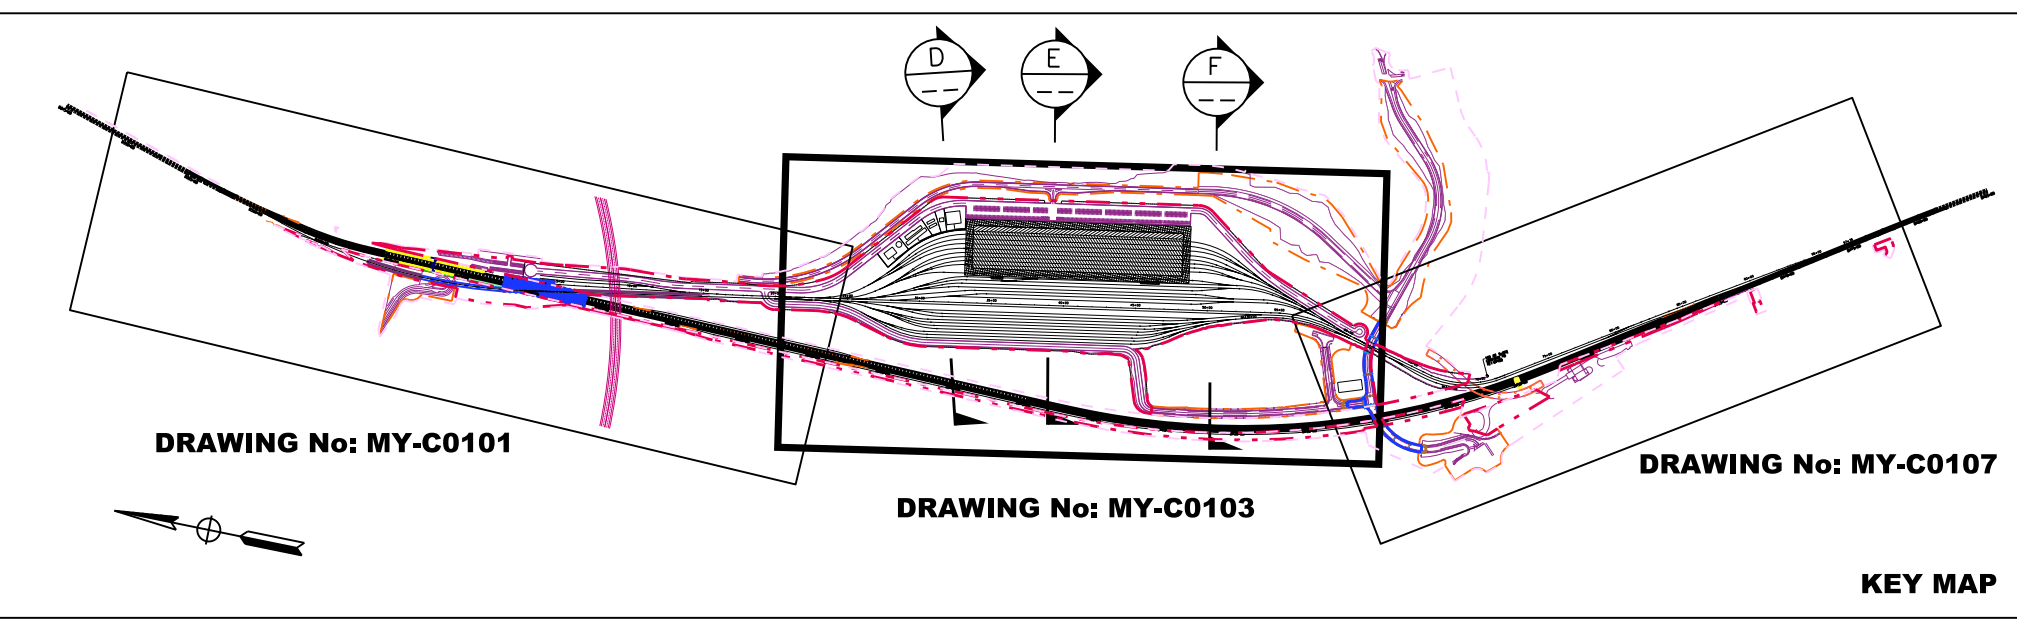 D
E
F
DRAWING No: MY-C0101
DRAWING No: MY-C0107
DRAWING No: MY-C0103
KEY MAP